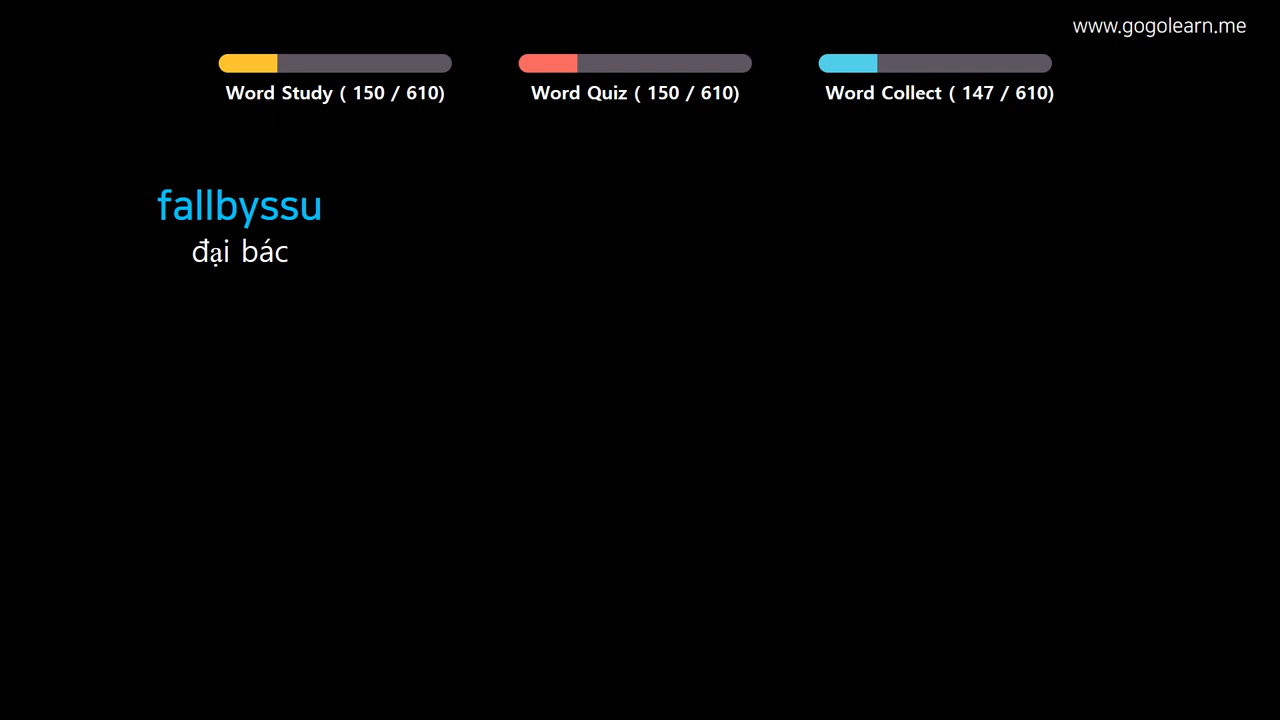 www.gogolearn.me
Word Study ( 150 / 610)
Word Quiz ( 150 / 610)
Word Collect ( 147 / 610)
fallbyssu
đại bác